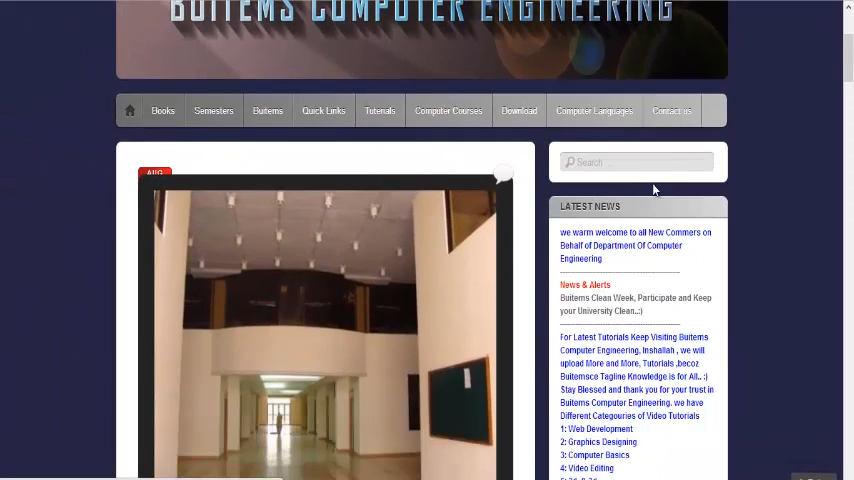 BUITEMS COMPUTER ENGINEERING
Books Semesters Buitems Quick Links Tutorials Computer Courses Download Computer Languages Contact us
AUG
Search ...
LATEST NEWS
we warm welcome to all New Commers on
Behalf of Department Of Computer
Engineering
News & Alerts
Buitems Clean Week, Participate and Keep
your University Clean..:)
For Latest Tutorials Keep Visiting Buitems
Computer Engineering, Inshallah , we will
upload More and More, Tutorials ,becoz
Buitemsce Tagline Knowledge is for All.. :)
Stay Blessed and thank you for your trust in
Buitems Computer Engineering. we have
Different Categouries of Video Tutorials
1: Web Development
2: Graphics Designing
3: Computer Basics
4: Video Editing